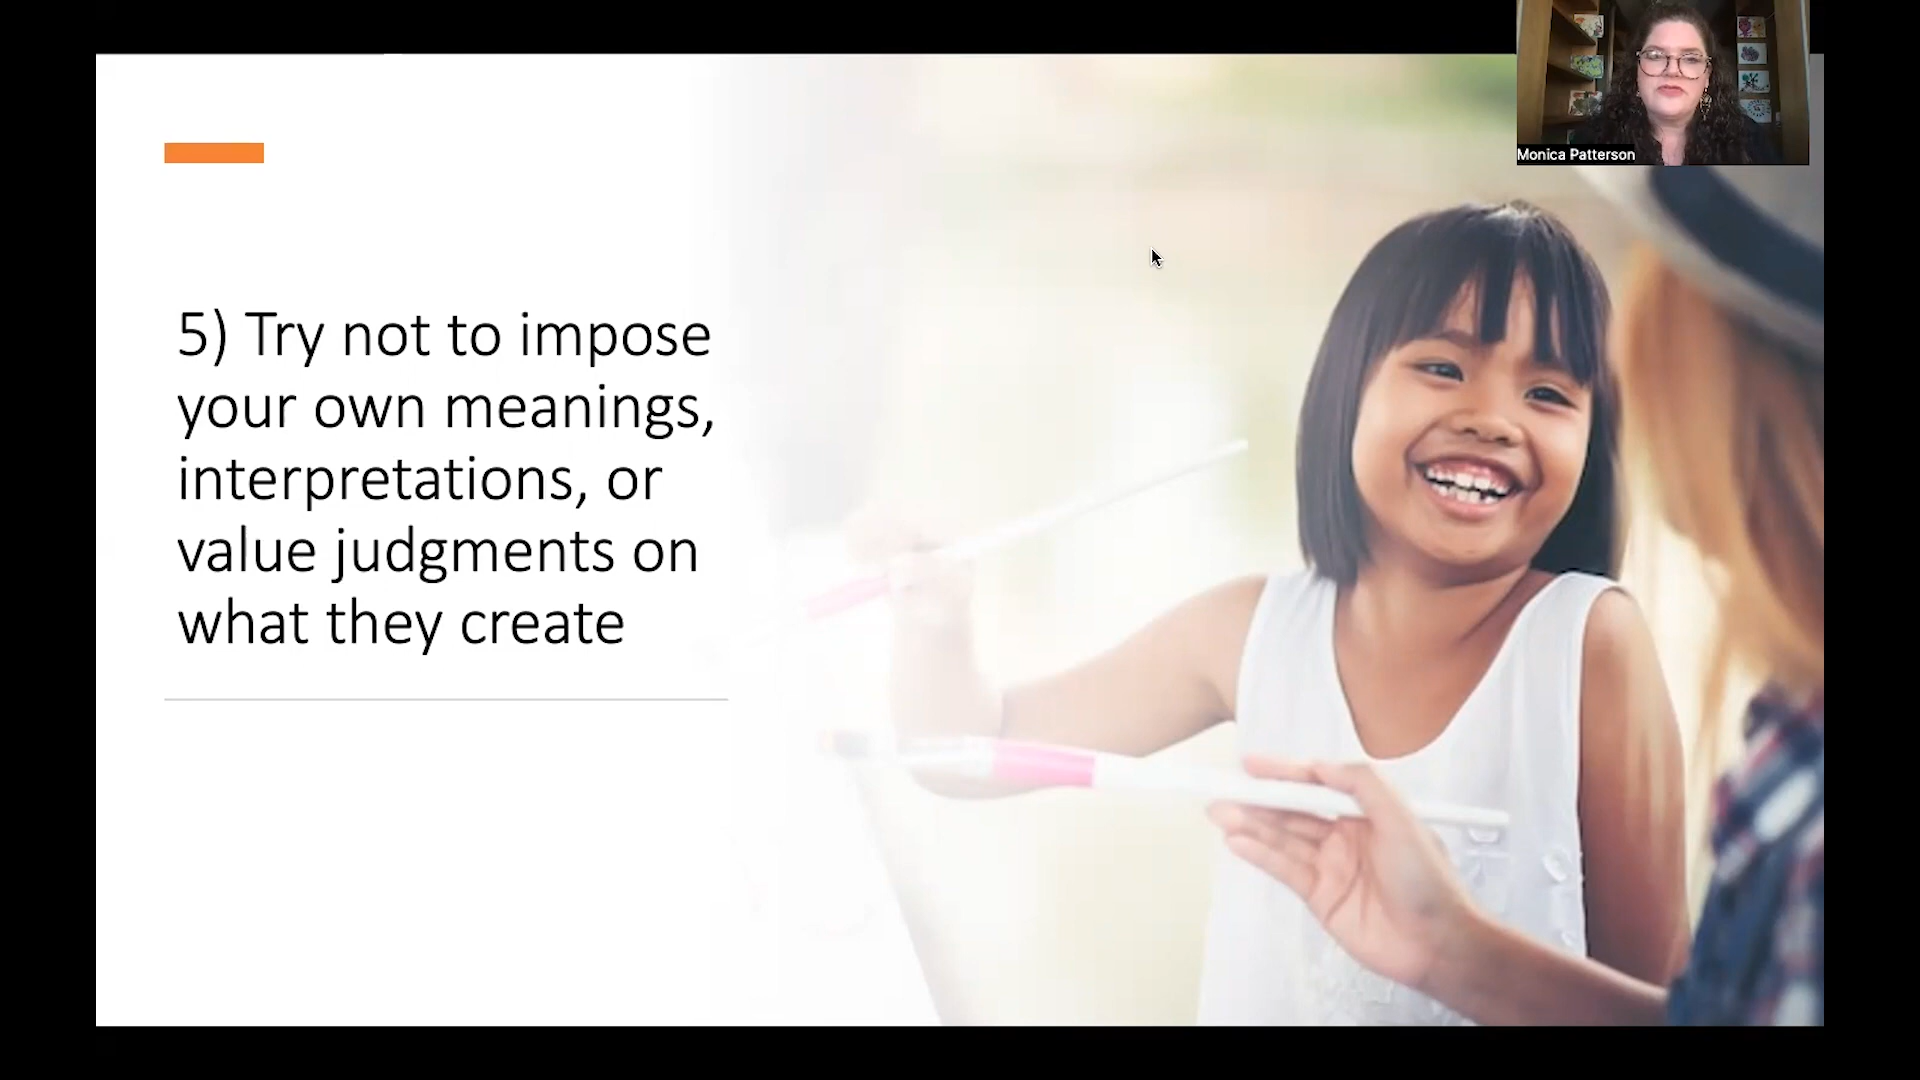 Monica Patterson
5) Try not to impose
your own meanings,
interpretations, or
value judgments on
what they create